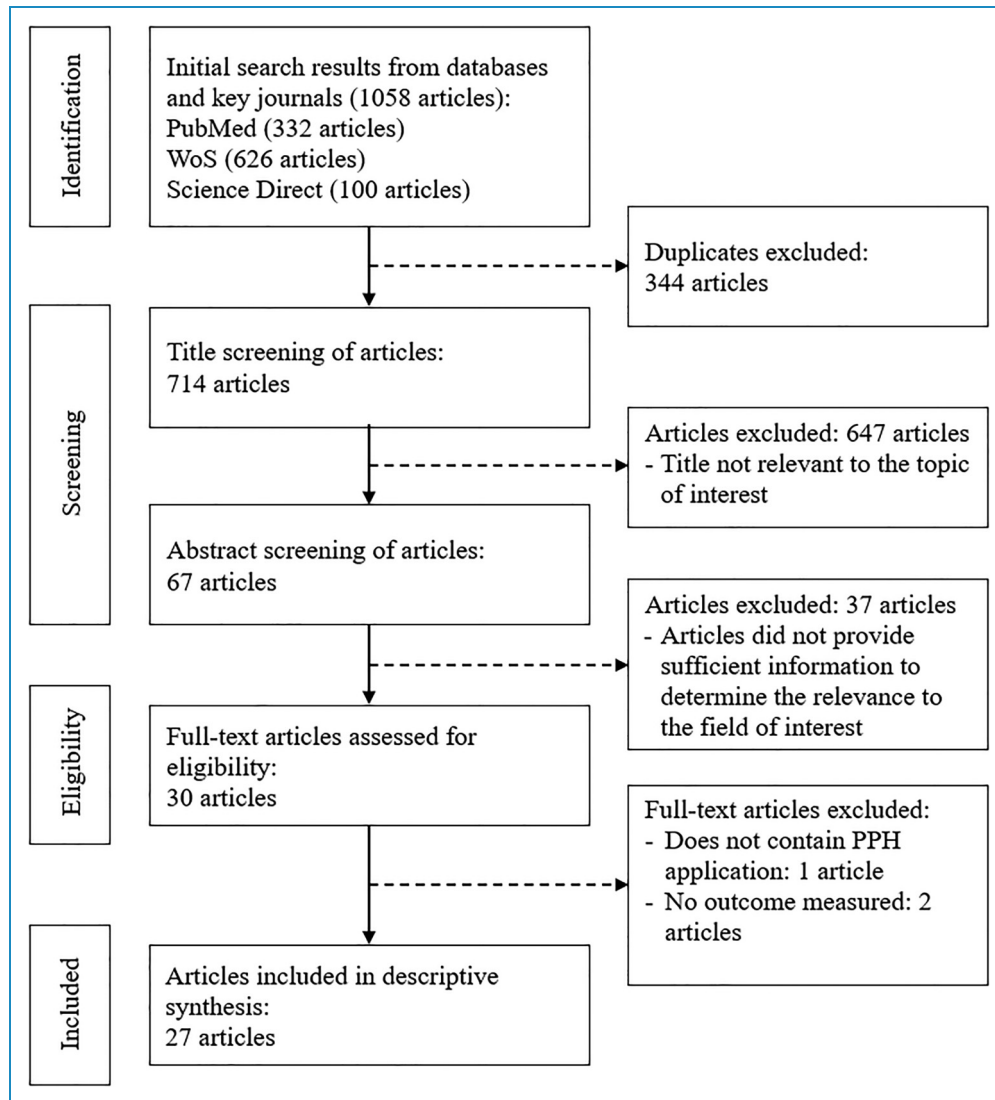 Identification
Initial search results from databases
and key journals (1058 articles):
PubMed (332 articles)
WoS (626 articles)
Science Direct (100 articles)
Duplicates excluded:
344 articles
Screening
Title screening of articles:
714 articles
Articles excluded: 647 articles
- Title not relevant to the topic
of interest
Abstract screening of articles:
67 articles
Articles excluded: 37 articles
- Articles did not provide
sufficient information to
determine the relevance to
the field of interest
Eligibility
Full-text articles assessed for
eligibility:
30 articles
Full-text articles excluded:
- Does not contain PPH
application: 1 article
- No outcome measured: 2
articles
Included
Articles included in descriptive
synthesis:
27 articles